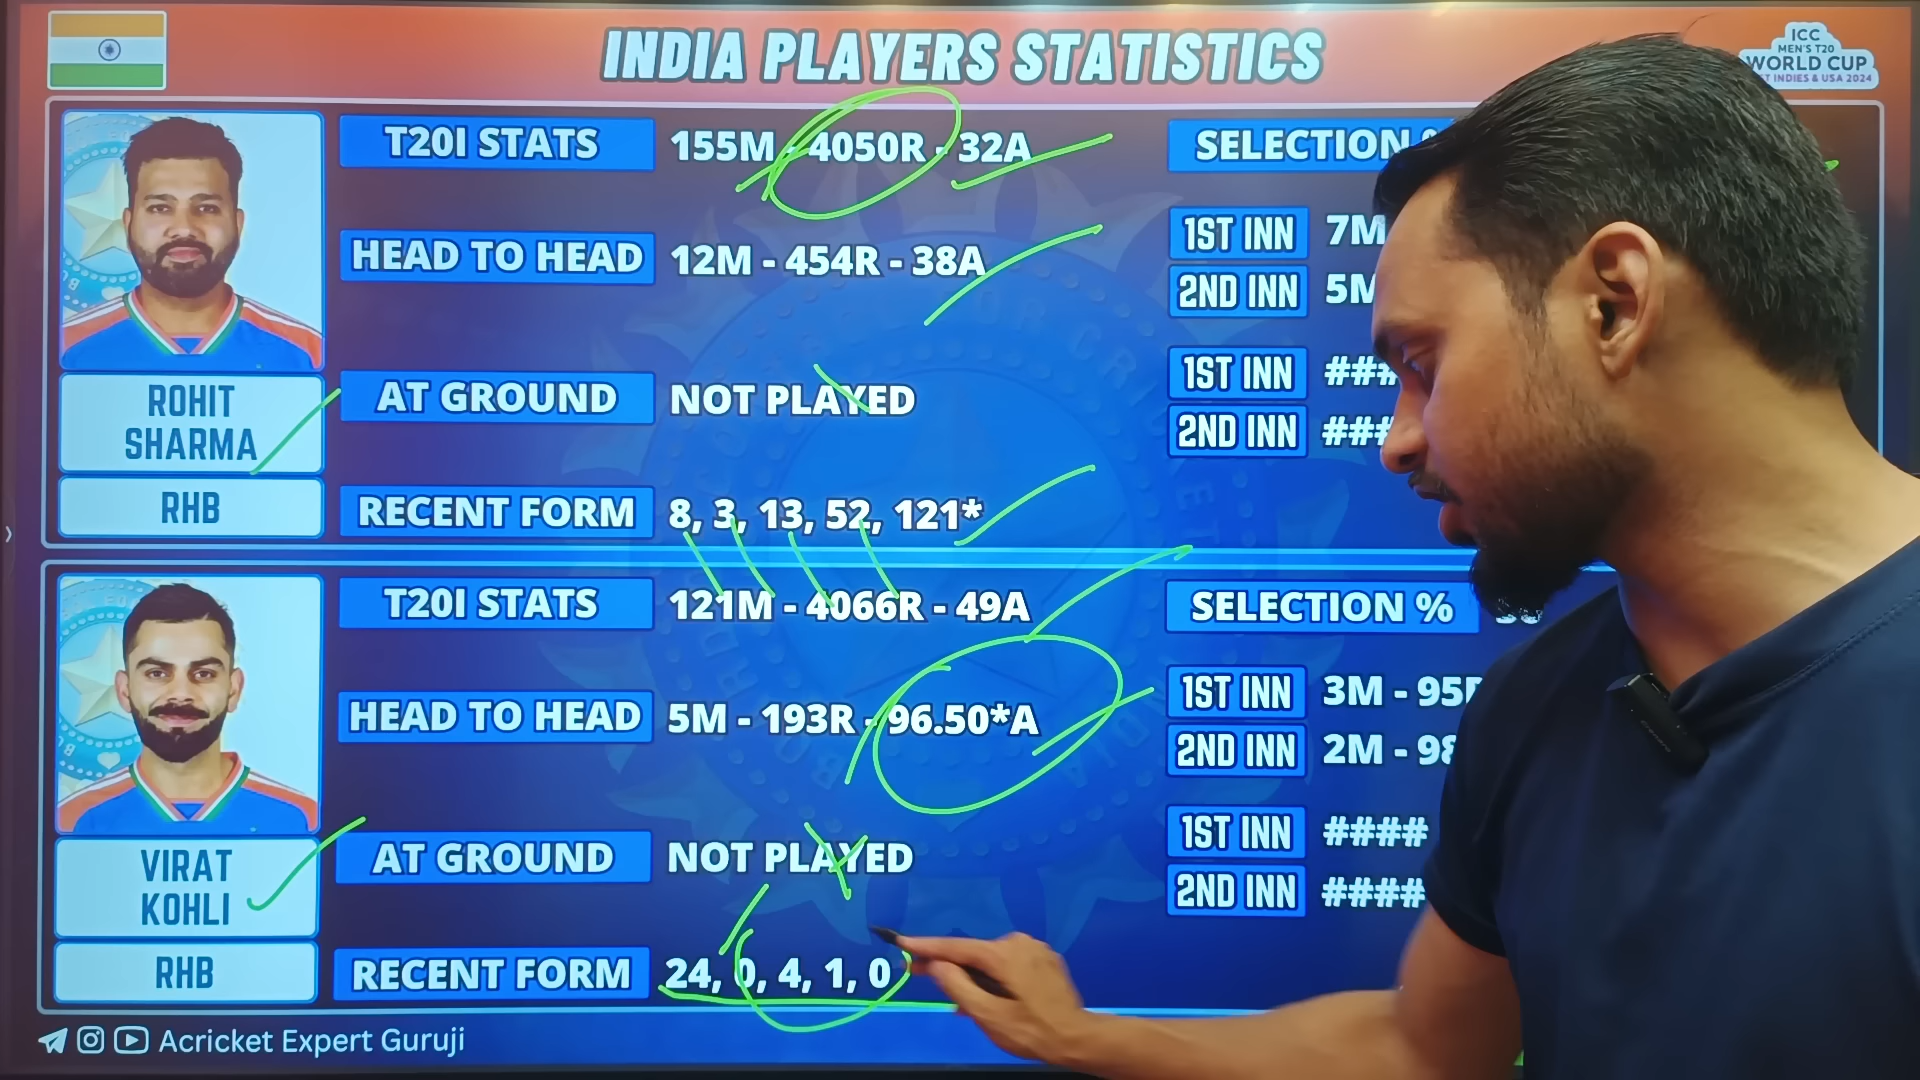 INDIA PLAYERS STATISTICS
ICC
MEN'S T20
WORLD CUP
INDIES & USA 2024
T20I STATS 155M - 4050R - 32A SELECTION
HEAD TO HEAD 12M - 454R - 38A
1ST INN 7M
2ND INN 5M
AT GROUND NOT PLAYED
1ST INN ###
2ND INN ###
ROHIT
SHARMA
RHB
RECENT FORM 8, 3, 13, 52, 121*
T20I STATS 121M - 4066R - 49A SELECTION %
HEAD TO HEAD 5M - 193R - 96.50*A
1ST INN 3M - 95
2ND INN 2M - 98
AT GROUND NOT PLAYED
1ST INN ####
2ND INN ####
VIRAT
KOHLI
RHB
RECENT FORM 24, 0, 4, 1, 0
Acricket Expert Guruji